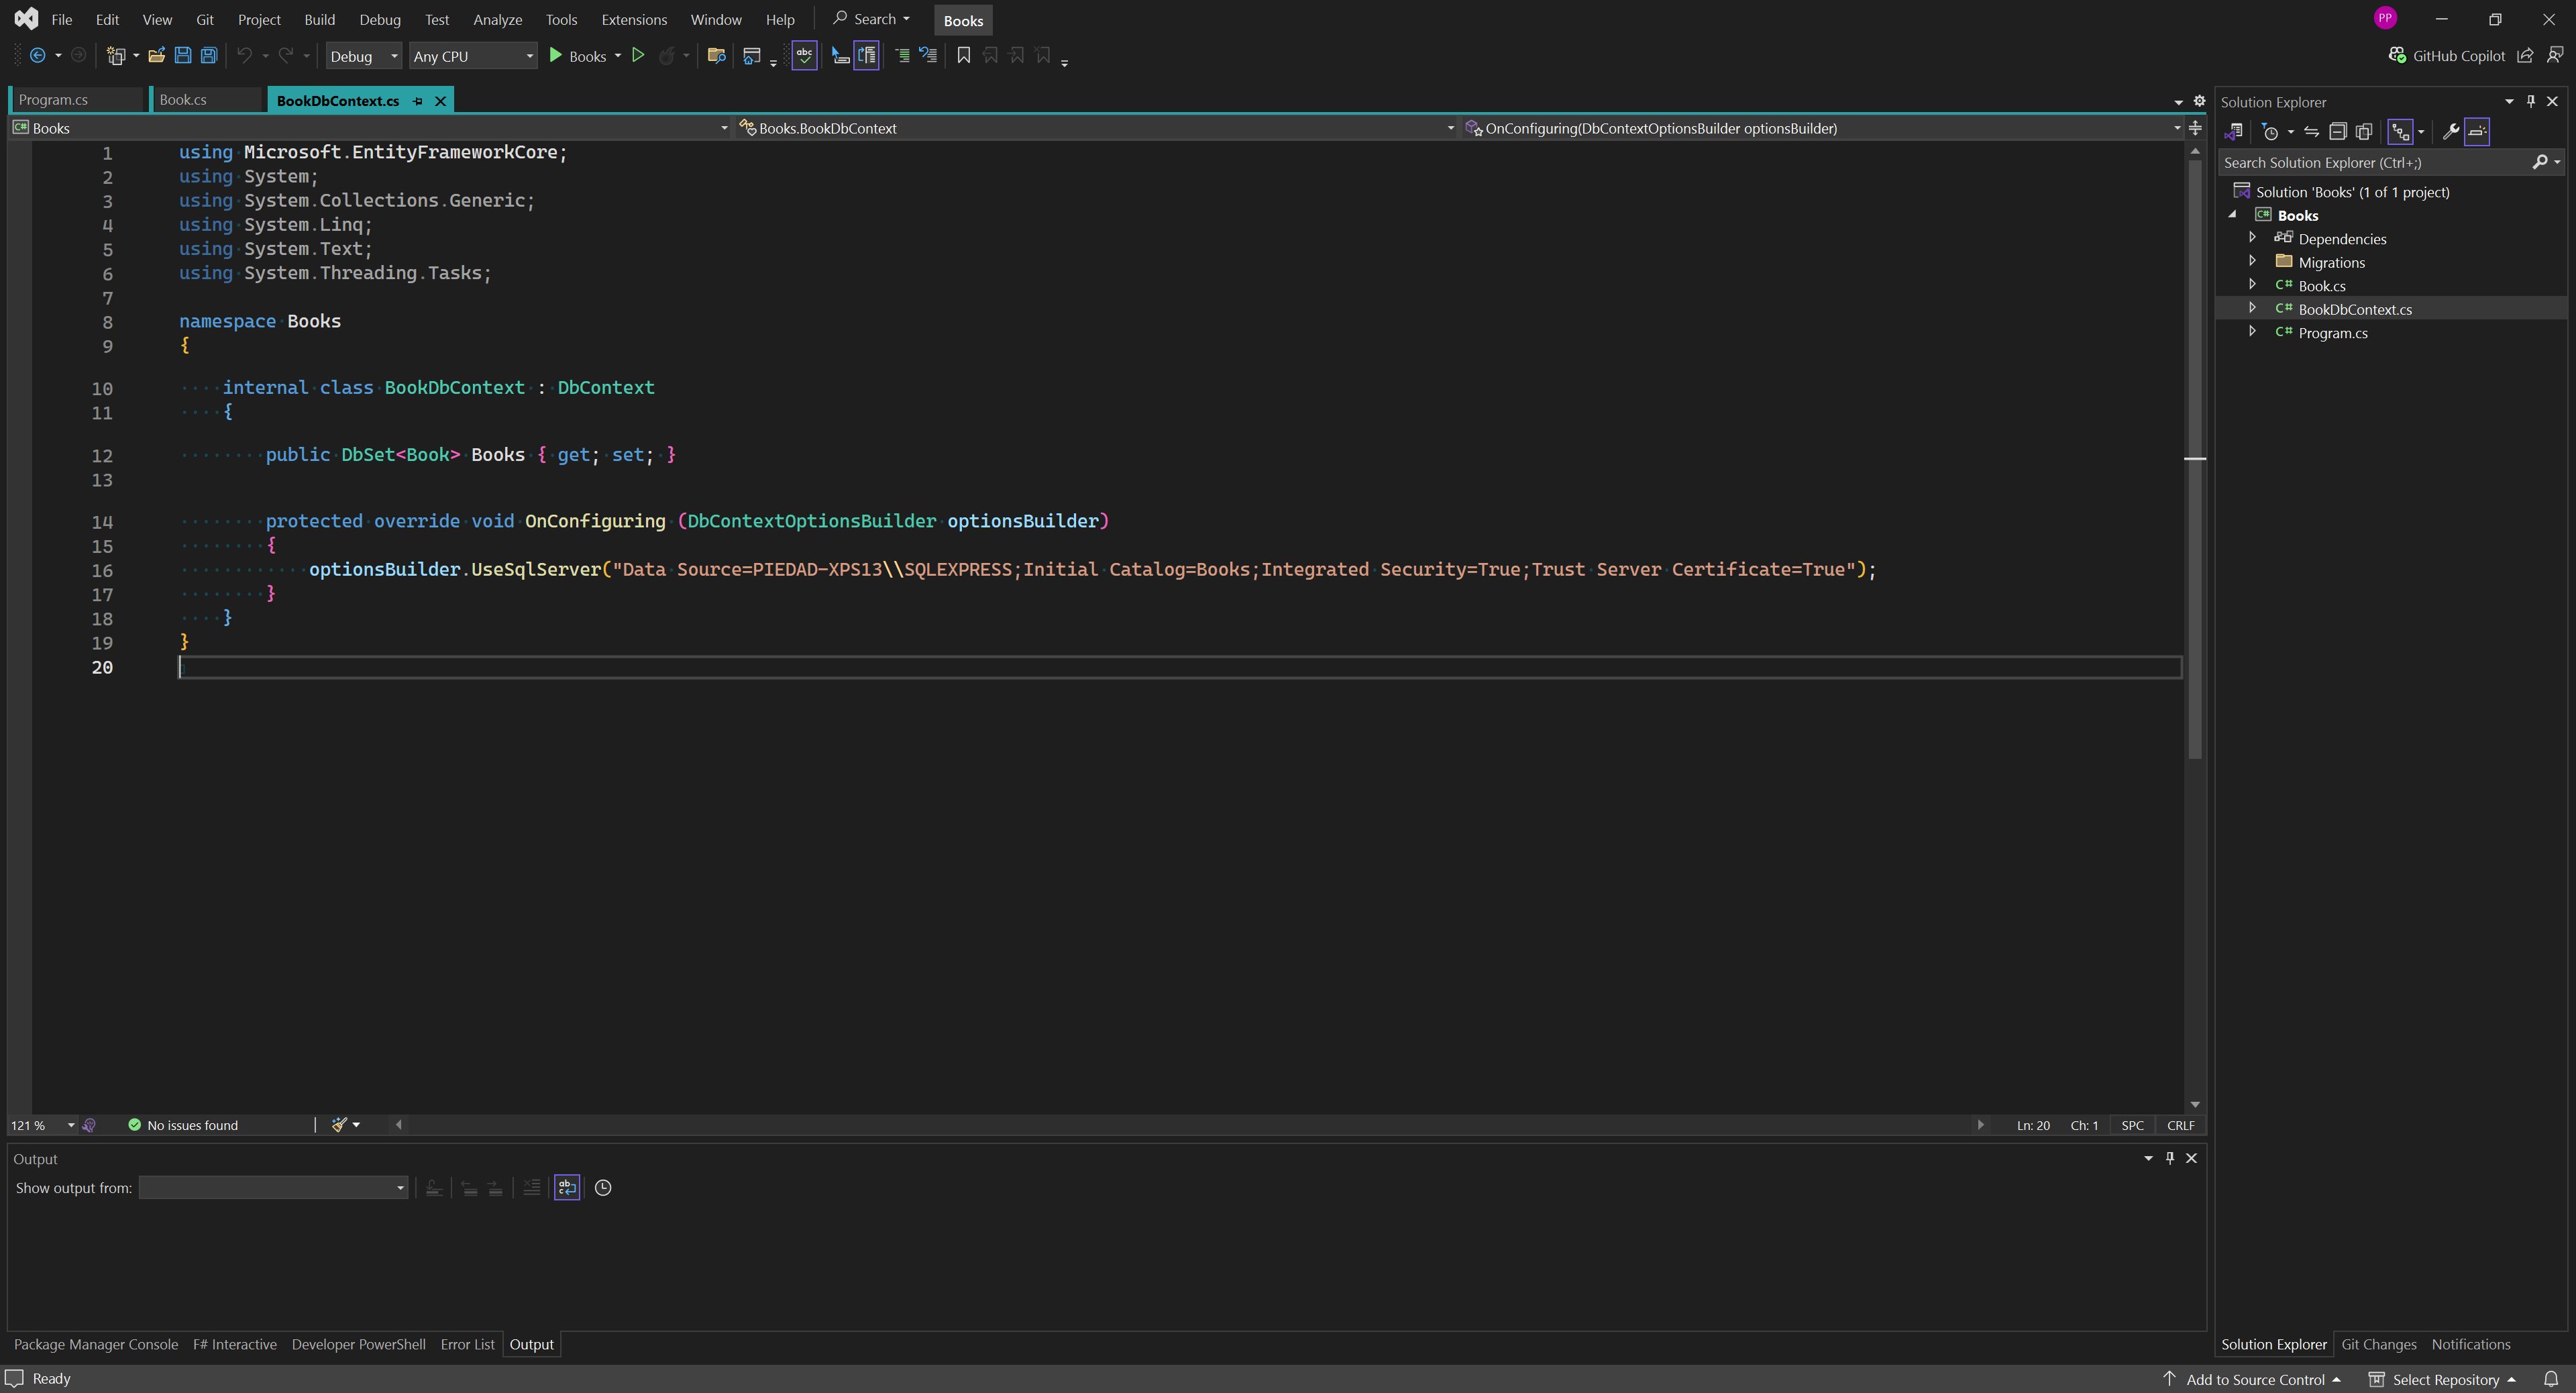 File Edit View Git Project Build Debug Test Analyze Tools Extensions Window Help Search Books PP
Debug Any CPU Books abc GitHub Copilot
Program.cs Book.cs BookDbContext.cs
C# Books Books.BookDbContext OnConfiguring(DbContextOptionsBuilder optionsBuilder)
1 using Microsoft.EntityFrameworkCore;
2 using System;
3 using System.Collections.Generic;
4 using System.Linq;
5 using System.Text;
6 using System.Threading.Tasks;
7
8 namespace Books
9 {
10 internal class BookDbContext : DbContext
11 {
12 public DbSet<Book> Books { get; set; }
13
14 protected override void OnConfiguring (DbContextOptionsBuilder optionsBuilder)
15 {
16 optionsBuilder.UseSqlServer("Data Source=PIEDAD-XPS13\\SQLEXPRESS;Initial Catalog=Books;Integrated Security=True;Trust Server Certificate=True");
17 }
18 }
19 }
20
121 % No issues found Ln: 20 Ch: 1 SPC CRLF
Output
Show output from:
Package Manager Console F# Interactive Developer PowerShell Error List Output
Solution Explorer
Search Solution Explorer (Ctrl+;)
Solution 'Books' (1 of 1 project)
C# Books
Dependencies
Migrations
C# Book.cs
C# BookDbContext.cs
C# Program.cs
Solution Explorer Git Changes Notifications
Ready Add to Source Control Select Repository